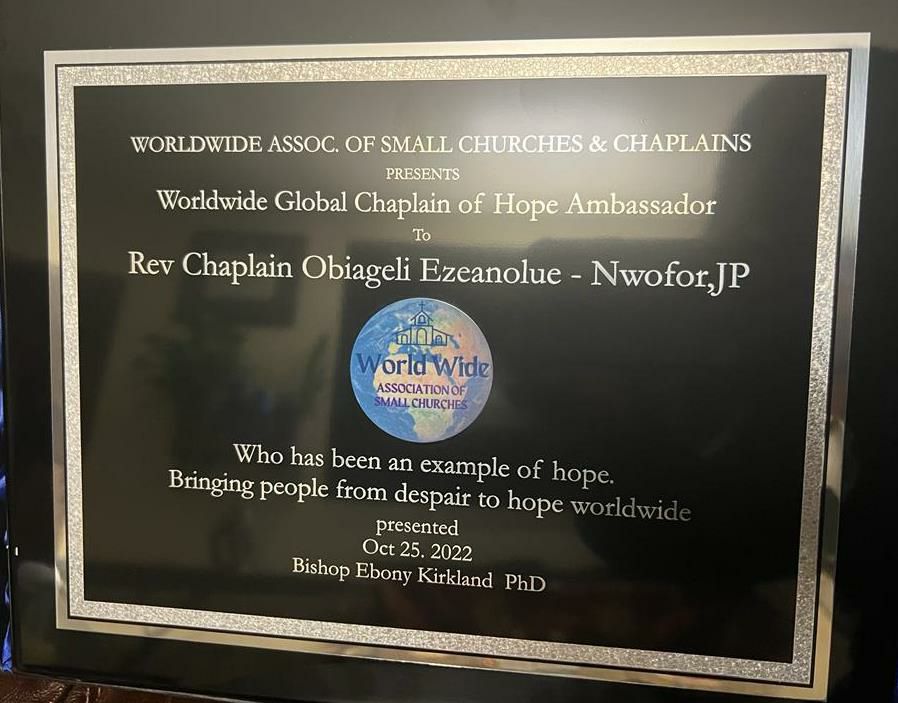 WORLDWIDE ASSOC. OF SMALL CHURCHES & CHAPLAINS
PRESENTS
Worldwide Global Chaplain of Hope Ambassador
To
Rev Chaplain Obiageli Ezeanolue - Nwofor,JP
World Wide
ASSOCIATION OF
SMALL CHURCHES
Who has been an example of hope.
Bringing people from despair to hope worldwide
presented
Oct 25. 2022
Bishop Ebony Kirkland PhD